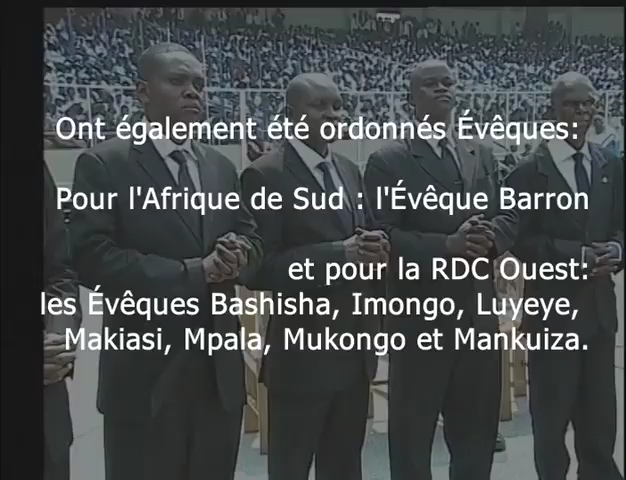 Ont également été ordonnés Évêques:
Pour l'Afrique de Sud : l'Évêque Barron
et pour la RDC Ouest:
les Évêques Bashisha, Imongo, Luyeye,
Makiasi, Mpala, Mukongo et Mankuiza.